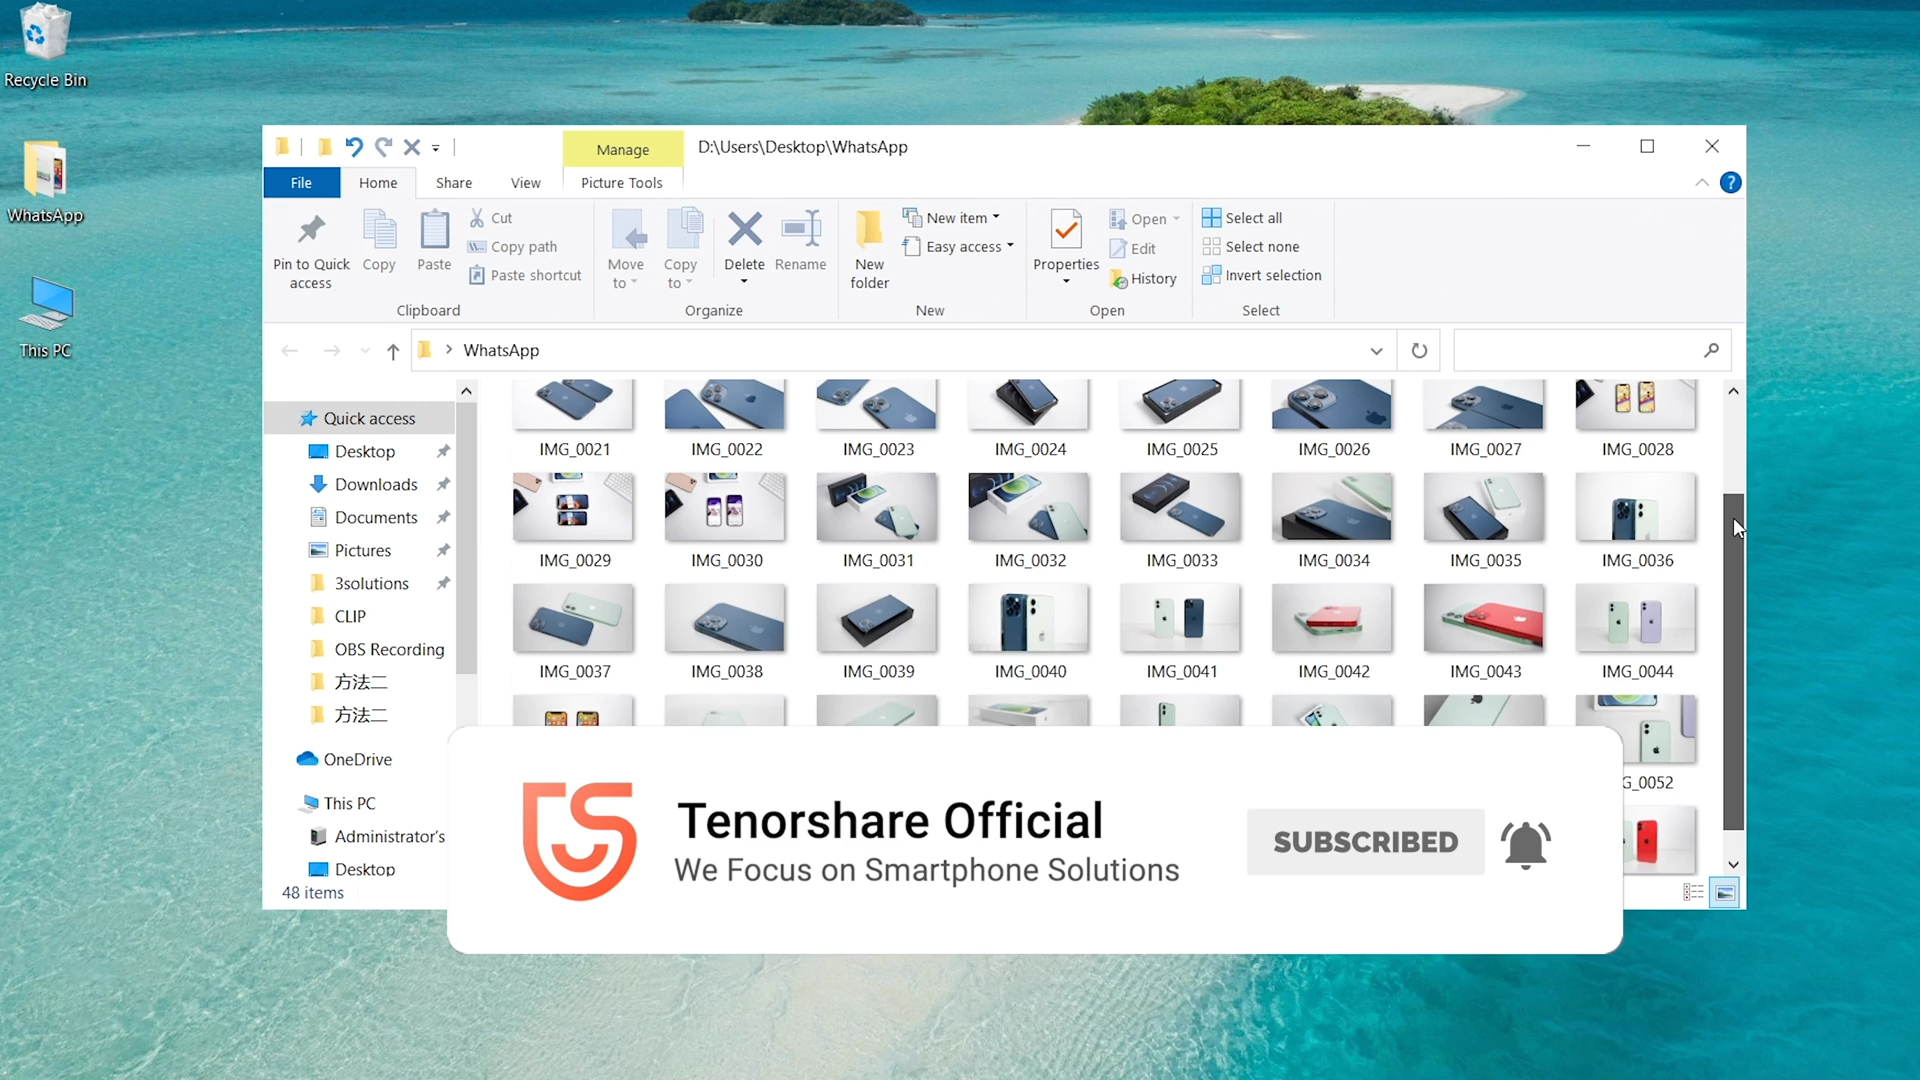 Recycle Bin
WhatsApp
This PC
Manage
D:\Users\Desktop\WhatsApp
File
Home
Share
View
Picture Tools
?
Pin to Quick
access
Copy
Paste
Cut
Copy path
Paste shortcut
Clipboard
Move
to
Copy
to
Delete
Rename
Organize
New
folder
New item
Easy access
New
Properties
Open
Edit
History
Open
Select all
Select none
Invert selection
Select
WhatsApp
Quick access
Desktop
Downloads
Documents
Pictures
3solutions
CLIP
OBS Recording
方法二
方法二
OneDrive
This PC
Administrator's
Desktop
48 items
IMG_0021 IMG_0022 IMG_0023 IMG_0024 IMG_0025 IMG_0026 IMG_0027 IMG_0028
IMG_0029 IMG_0030 IMG_0031 IMG_0032 IMG_0033 IMG_0034 IMG_0035 IMG_0036
IMG_0037 IMG_0038 IMG_0039 IMG_0040 IMG_0041 IMG_0042 IMG_0043 IMG_0044
G_0052
Tenorshare Official
We Focus on Smartphone Solutions
SUBSCRIBED